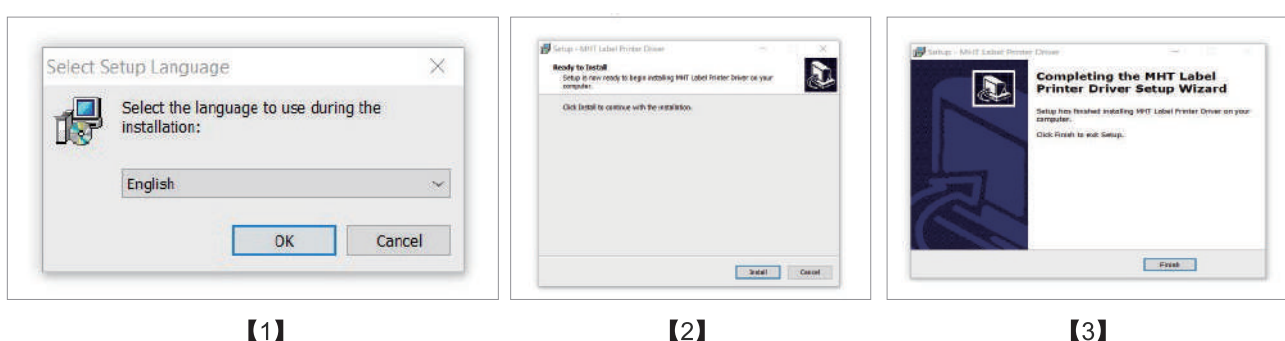 Select Setup Language
Select the language to use during the
installation:
English
OK Cancel
Setup - MHT Label Printer Driver
Ready to Install
Setup is now ready to begin installing MHT Label Printer Driver on your
computer.
Click Install to continue with the installation.
Install Cancel
Setup - MHT Label Printer Driver
Completing the MHT Label
Printer Driver Setup Wizard
Setup has finished installing MHT Label Printer Driver on your
computer.
Click Finish to exit Setup.
Finish
【1】
【2】
【3】